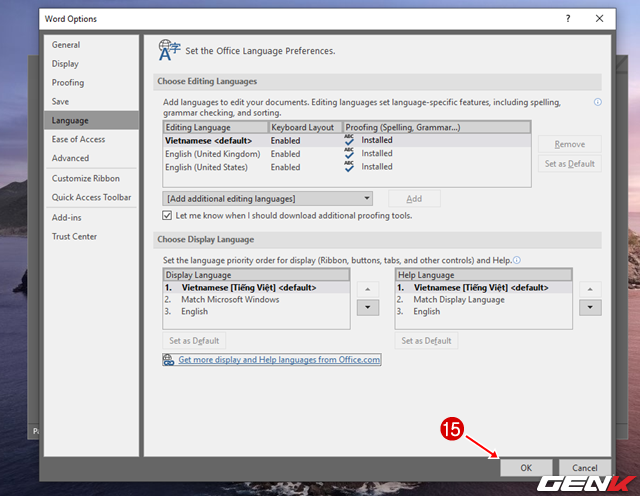 Word Options
?
General
Display
Proofing
Save
Language
Ease of Access
Advanced
Customize Ribbon
Quick Access Toolbar
Add-ins
Trust Center
Set the Office Language Preferences.
Choose Editing Languages
Add languages to edit your documents. Editing languages set language-specific features, including spelling,
grammar checking, and sorting.
Editing Language Keyboard Layout Proofing (Spelling, Grammar...)
Vietnamese <default> Enabled Installed
English (United Kingdom) Enabled Installed
English (United States) Enabled Installed
Remove
Set as Default
[Add additional editing languages] Add
Let me know when I should download additional proofing tools.
Choose Display Language
Set the language priority order for display (Ribbon, buttons, tabs, and other controls) and Help.
Display Language
1. Vietnamese [Tiếng Việt] <default>
2. Match Microsoft Windows
3. English
Set as Default
Help Language
1. Vietnamese [Tiếng Việt] <default>
2. Match Display Language
3. English
Set as Default
Get more display and Help languages from Office.com
15
OK Cancel
GENK